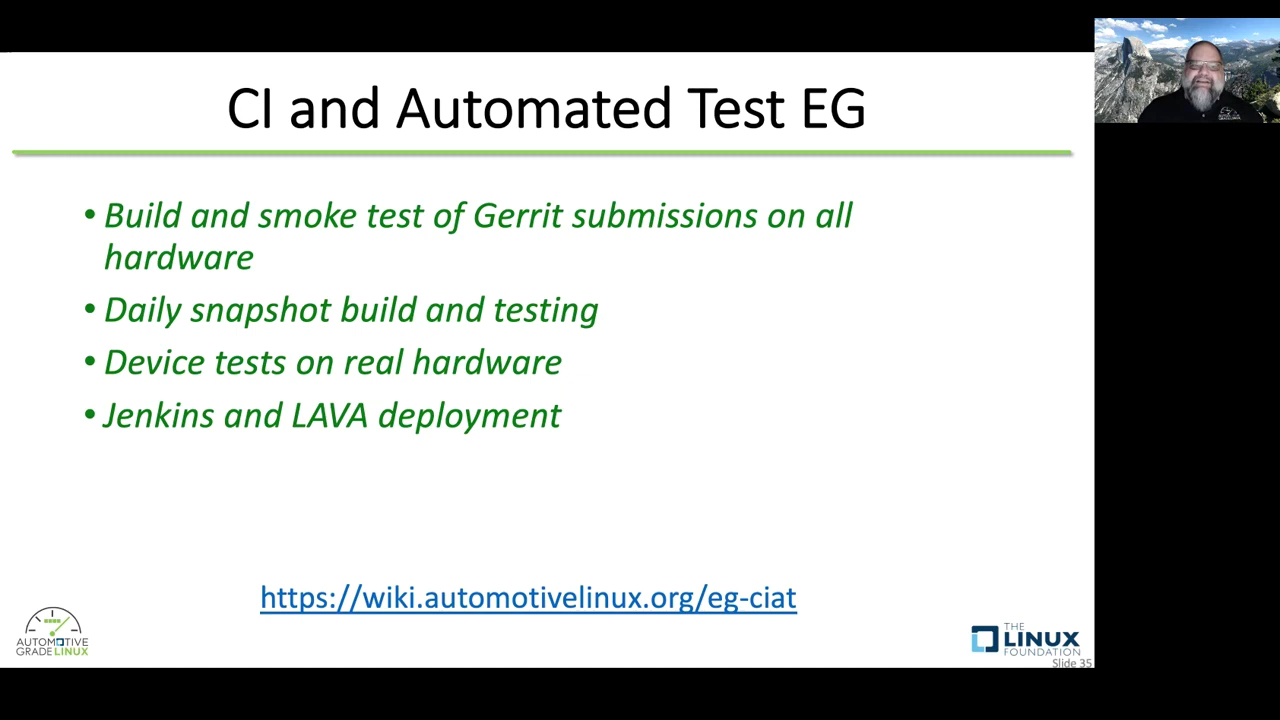 CI and Automated Test EG
• Build and smoke test of Gerrit submissions on all
hardware
• Daily snapshot build and testing
• Device tests on real hardware
• Jenkins and LAVA deployment
https://wiki.automotivelinux.org/eg-ciat
AUTOMOTIVE
GRADE LINUX
THE
LINUX
FOUNDATION
Slide 35